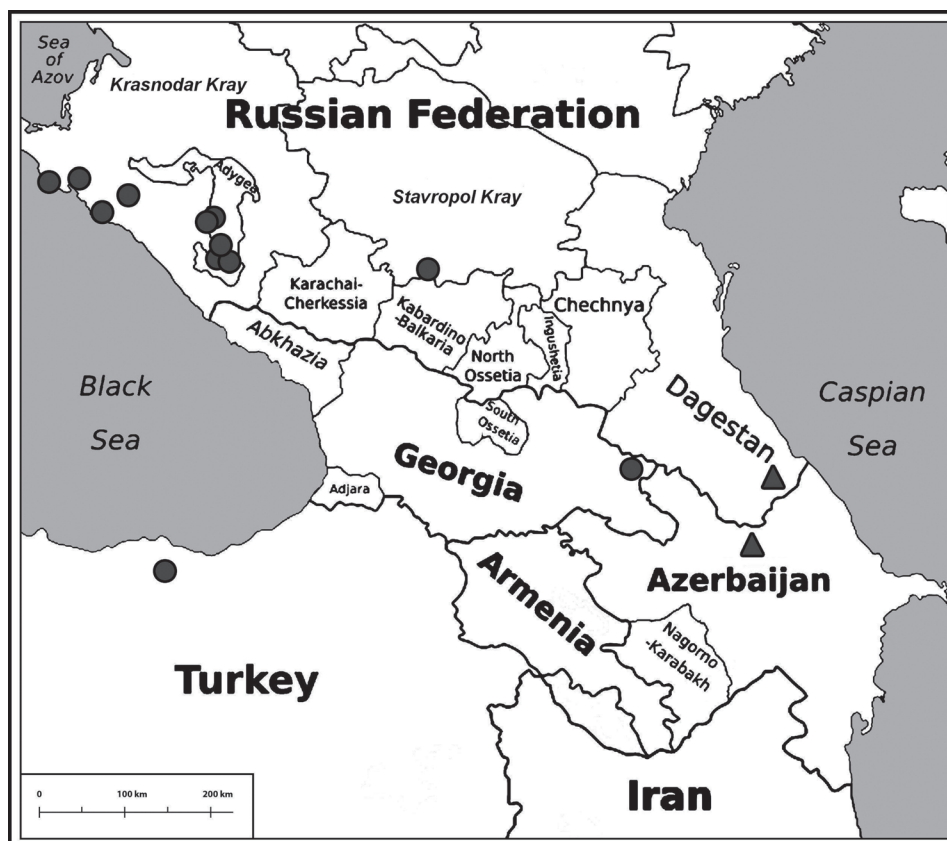 Sea
of
Azov
Krasnodar Kray
Russian Federation
Adygea
Stavropol Kray
Karachai-
Cherkessia
Kabardino
-Balkaria
Chechnya
Ingushetia
North
Ossetia
Abkhazia
Black
Sea
Dagestan
Caspian
Sea
South
Ossetia
Georgia
Adjara
Armenia
Azerbaijan
Nagorno
-Karabakh
Turkey
Iran
0 100 km 200 km